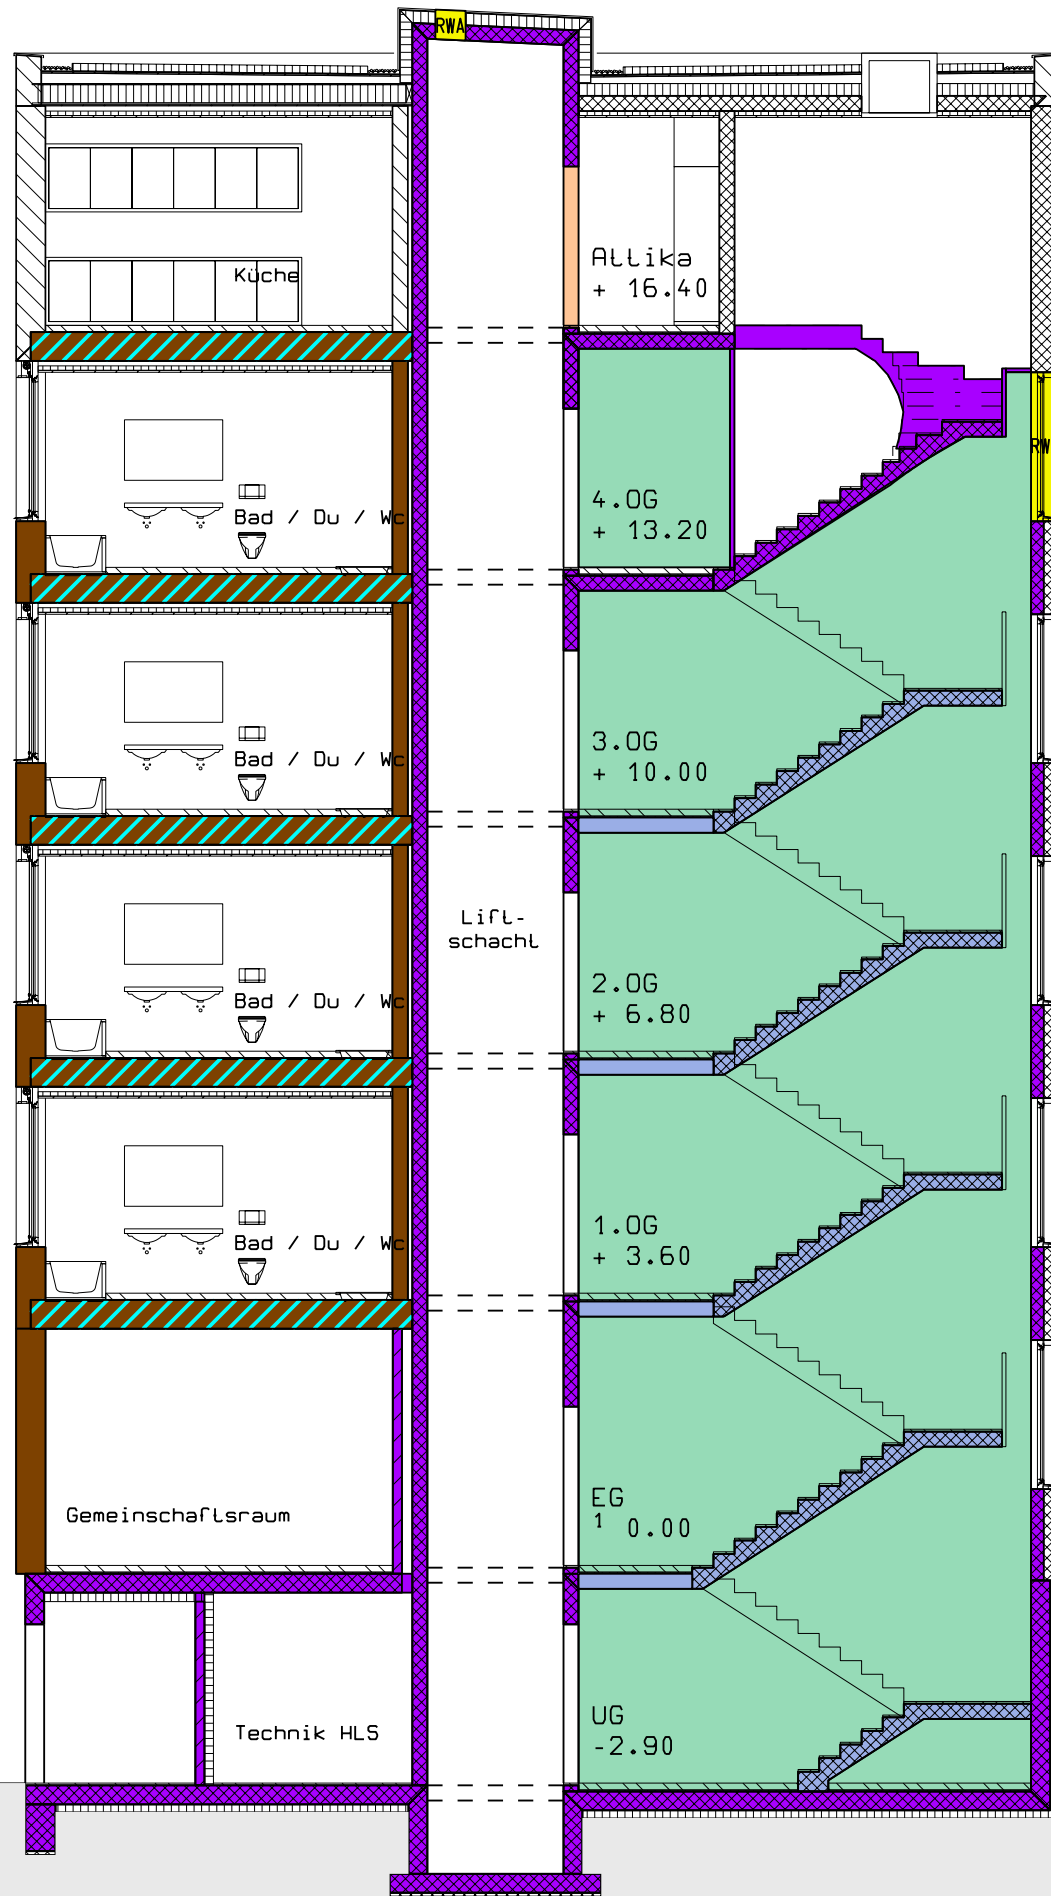 RWA
Attika
+ 16.40
Küche
RW
4.OG
+ 13.20
Bad / Du / Wc
3.OG
+ 10.00
Bad / Du / Wc
Lift-
schacht
2.OG
+ 6.80
Bad / Du / Wc
1.OG
+ 3.60
Bad / Du / Wc
EG
1 0.00
Gemeinschaftsraum
UG
-2.90
Technik HLS